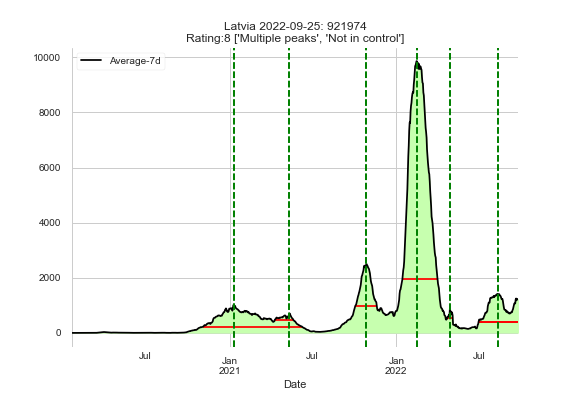 Latvia 2022-09-25: 921974
Rating:8 ['Multiple peaks', 'Not in control']
Average-7d
10000
8000
6000
4000
2000
0
Jul
Jan
2021
Jul
Jan
2022
Jul
Date